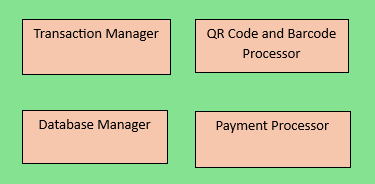 Transaction Manager
QR Code and Barcode
Processor
Database Manager
Payment Processor